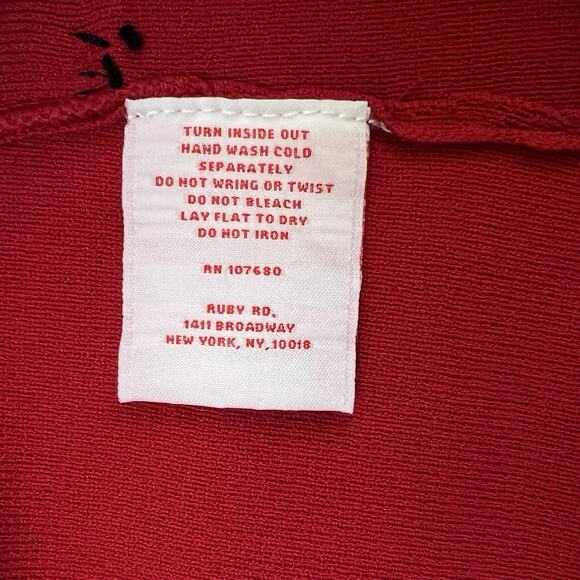 TURN INSIDE OUT
HAND WASH COLD
SEPARATELY
DO NOT WRING OR TWIST
DO NOT BLEACH
LAY FLAT TO DRY
DO NOT IRON
RN 107680
RUBY RD.
1411 BROADWAY
NEW YORK, NY, 10018